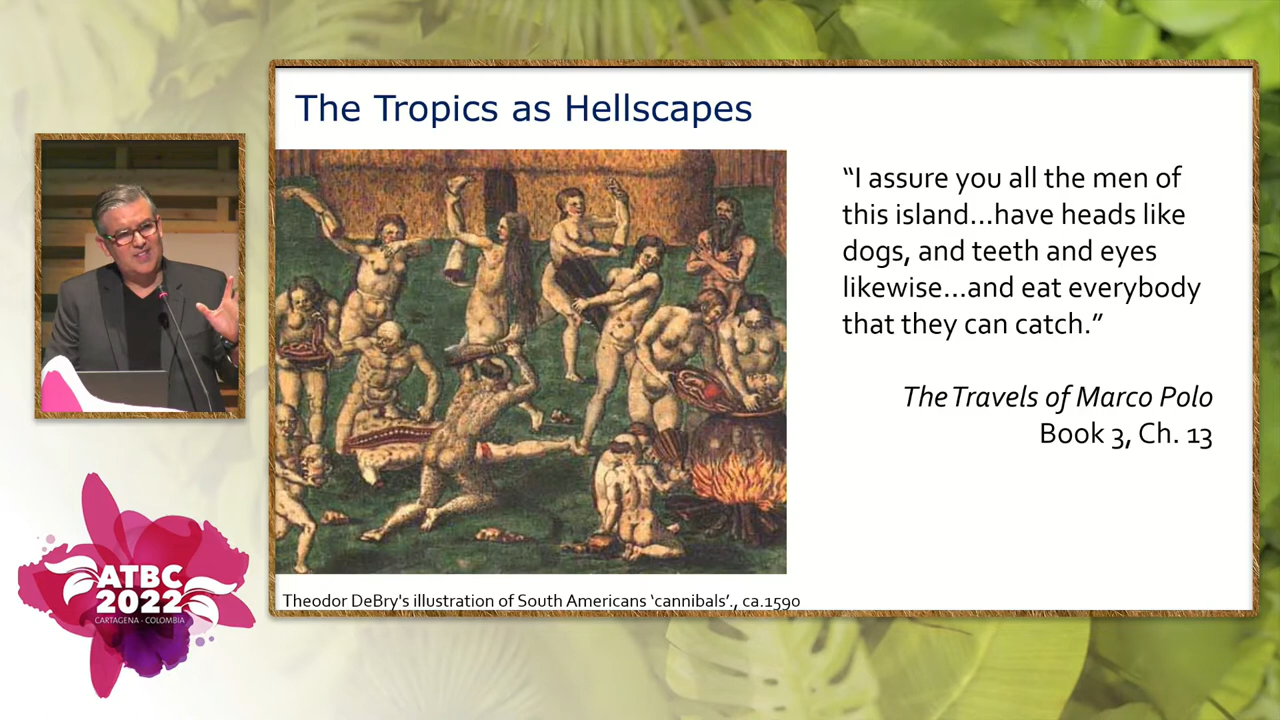 The Tropics as Hellscapes
“I assure you all the men of
this island...have heads like
dogs, and teeth and eyes
likewise...and eat everybody
that they can catch.”
The Travels of Marco Polo
Book 3, Ch. 13
Theodor DeBry's illustration of South Americans ‘cannibals’., ca.1590
ATBC
2022
CARTAGENA - COLOMBIA